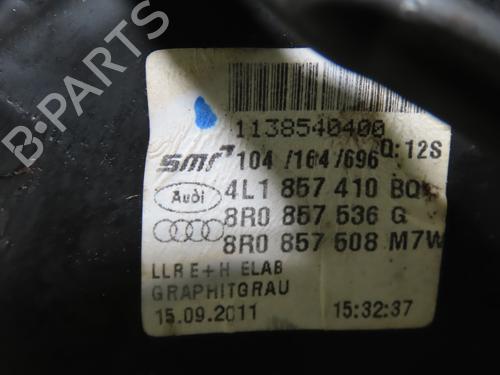 B-PARTS
1138540400
smr 104 /164/696 Q:12S
Audi 4L1 857 410 BQ
8R0 857 536 G
8R0 857 508 M7W
LLR E+H ELAB
GRAPHITGRAU
15.09.2011 15:32:37